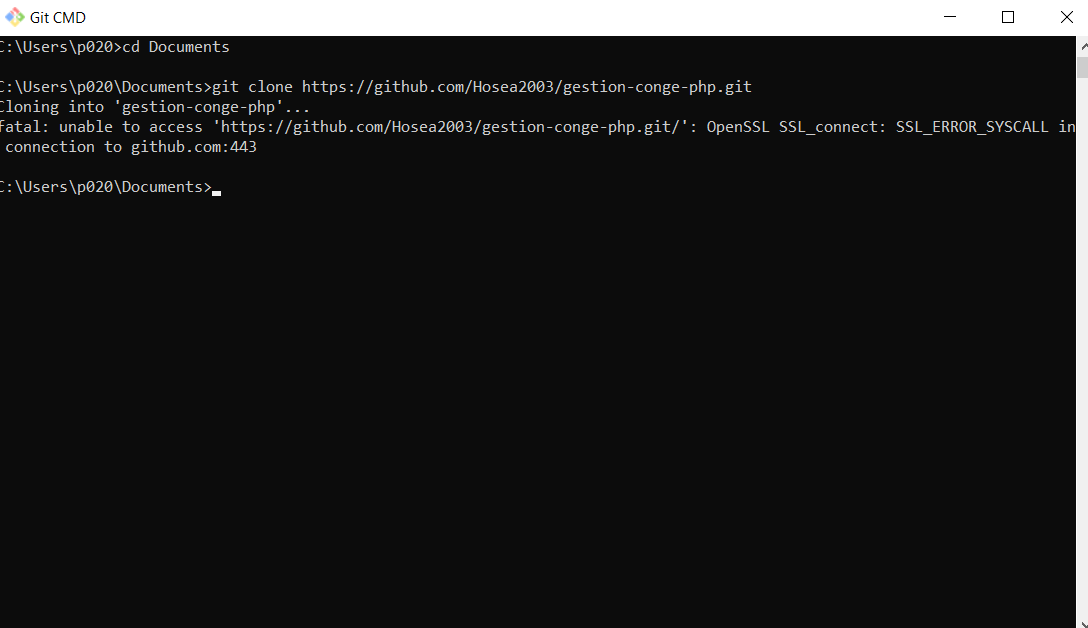 Git CMD
C:\Users\p020>cd Documents
C:\Users\p020\Documents>git clone https://github.com/Hosea2003/gestion-conge-php.git
Cloning into 'gestion-conge-php'...
fatal: unable to access 'https://github.com/Hosea2003/gestion-conge-php.git/': OpenSSL SSL_connect: SSL_ERROR_SYSCALL in
connection to github.com:443
C:\Users\p020\Documents>